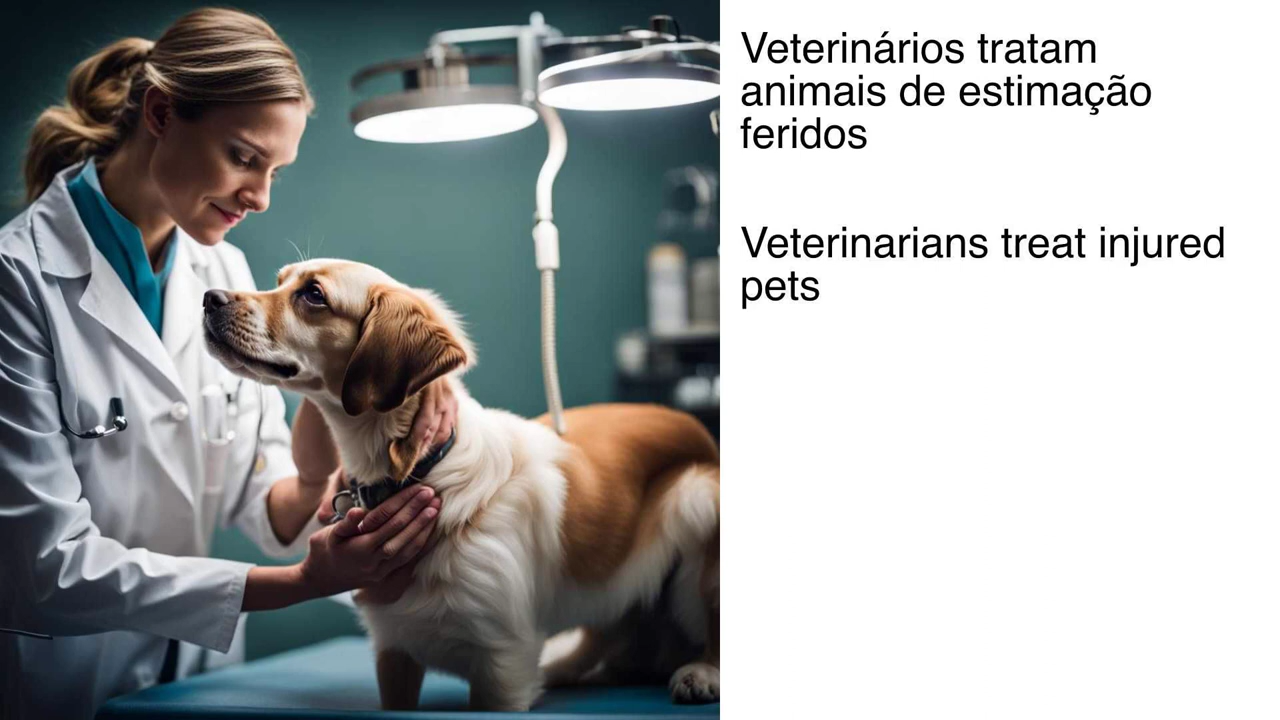 Veterinários tratam
animais de estimação
feridos
Veterinarians treat injured
pets